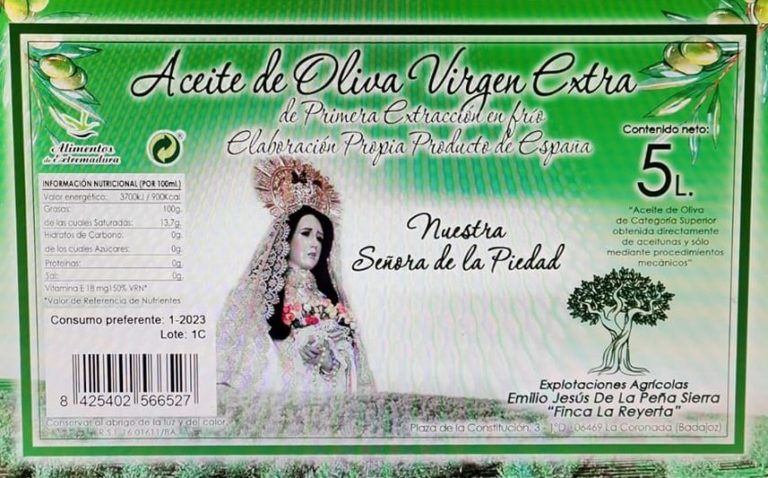 Aceite de Oliva Virgen Extra
de Primera Extracción en frío
Elaboración Propia Producto de España
Alimentos
de Extremadura
Contenido neto:
5 L.
"Aceite de Oliva
de Categoría Superior
obtenida directamente
de aceitunas y sólo
mediante procedimientos
mecánicos"
INFORMACIÓN NUTRICIONAL (POR 100mL)
Valor energético: 3700kJ / 900Kcal
Grasas: 100g
de las cuales Saturadas: 13,7g
Hidratos de Carbono: 0g
de los cuales Azúcares: 0g
Proteínas: 0g
Sal: 0g
Vitamina E 18 mg 150% VRN*
*Valor de Referencia de Nutrientes
Consumo preferente: 1-2023
Lote: 1C
8 425402 566527
Conservar al abrigo de la luz y del calor
R.S.I. 16.01611/BA
Nuestra
Señora de la Piedad
Explotaciones Agrícolas
Emilio Jesús De La Peña Sierra
"Finca La Reyerta"
Plaza de la Constitución, 3 - 1ºD 06469 La Coronada (Badajoz)